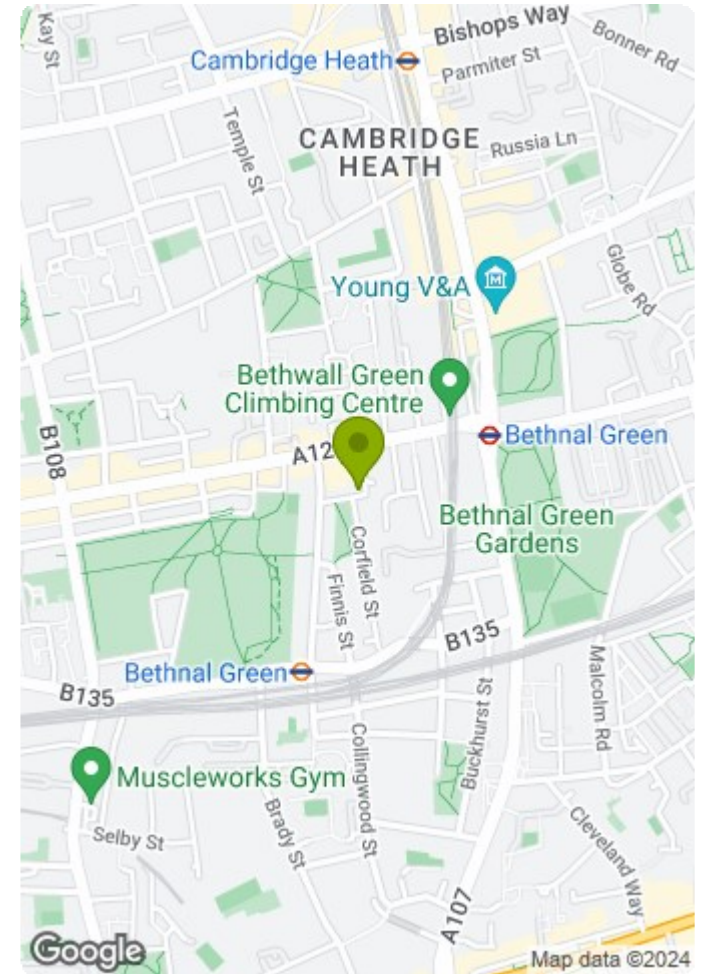 Kay St
Bishops Way
Bonner Rd
Cambridge Heath
Parmiter St
Temple St
CAMBRIDGE
HEATH
Russia Ln
Young V&A
Globe Rd
Bethwall Green
Climbing Centre
B108
A12
Bethnal Green
Bethnal Green
Gardens
Corfield St
Finnis St
B135
Bethnal Green
B135
Malcolm Rd
Buckhurst St
Collingwood St
Muscleworks Gym
Brady St
Selby St
Cleveland Way
A107
Google
Map data ©2024